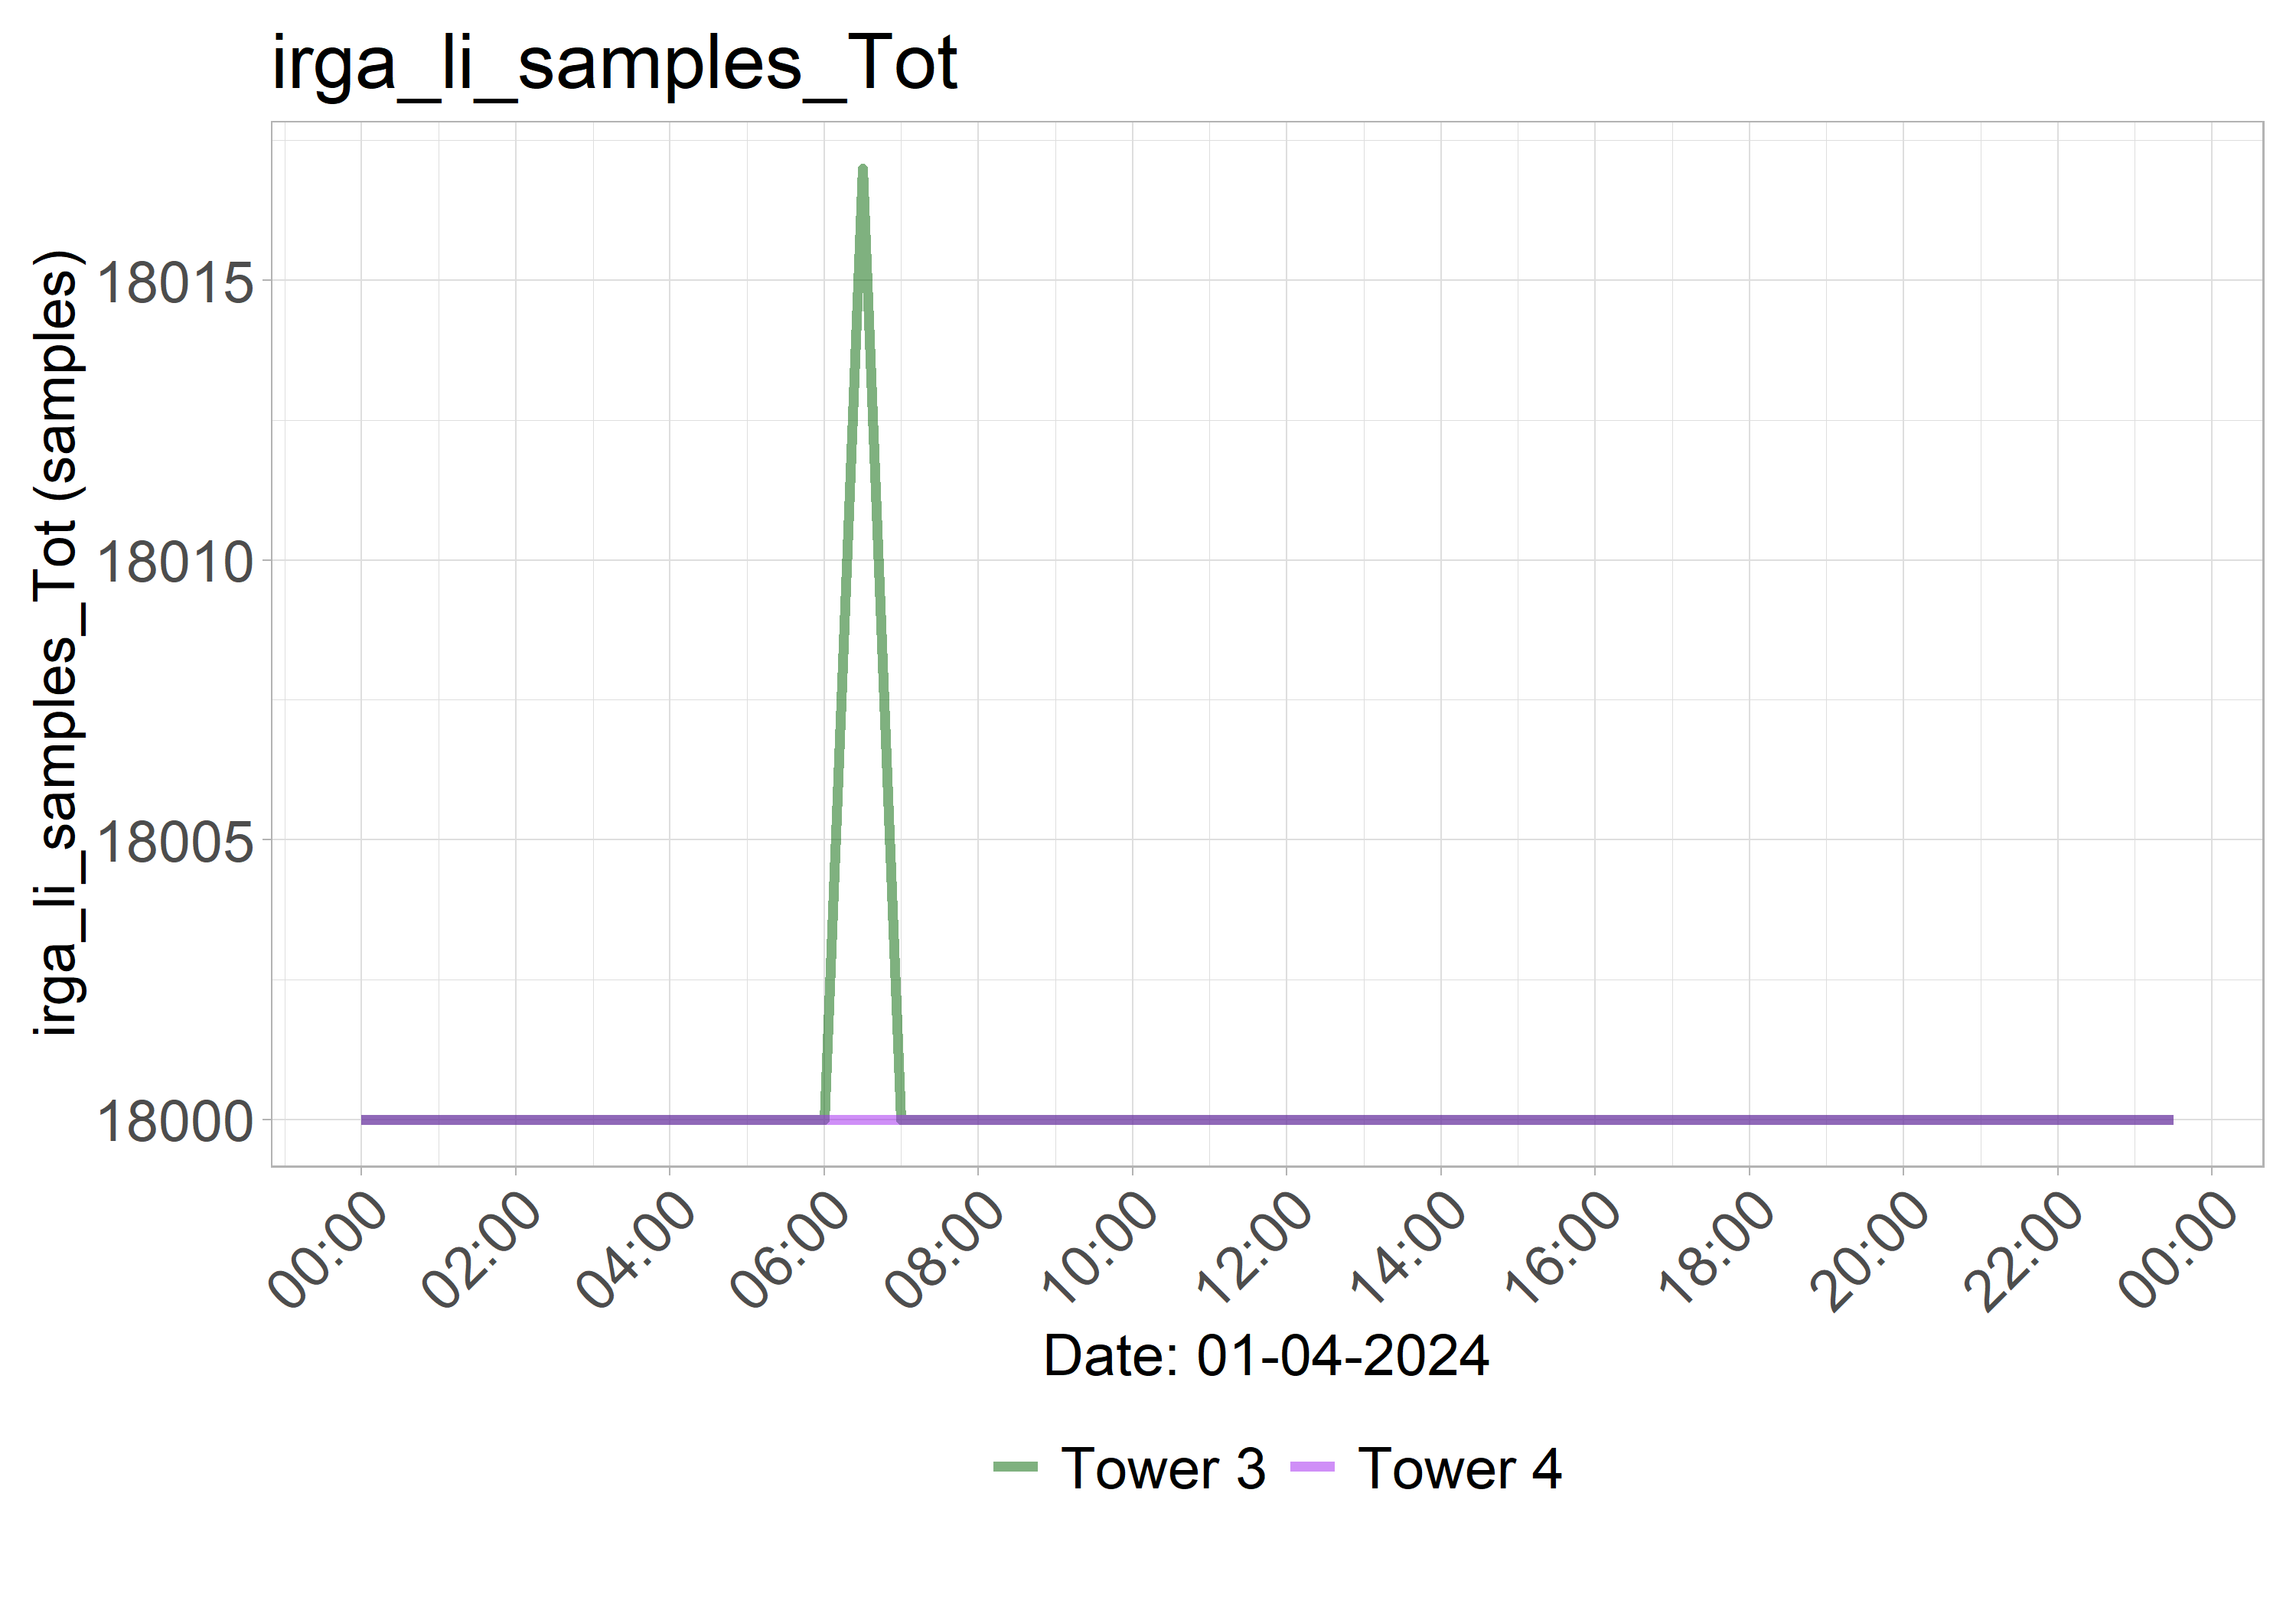 irga_li_samples_Tot
irga_li_samples_Tot (samples)
18015
18010
18005
18000
00:00 02:00 04:00 06:00 08:00 10:00 12:00 14:00 16:00 18:00 20:00 22:00 00:00
Date: 01-04-2024
Tower 3 Tower 4